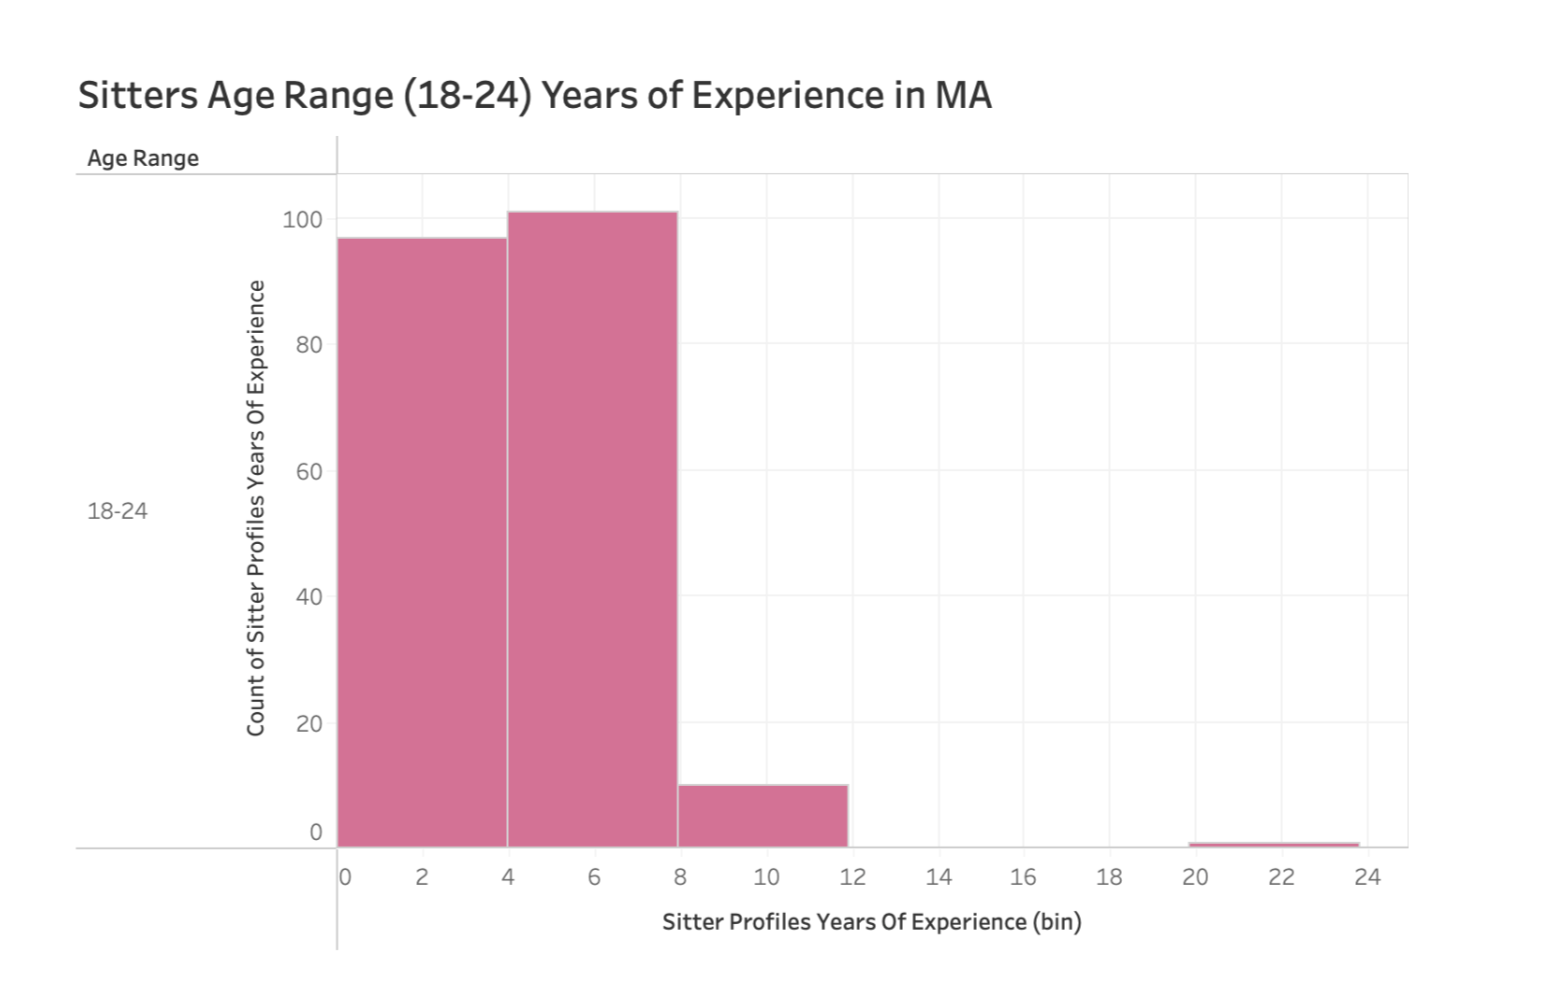 Sitters Age Range (18-24) Years of Experience in MA
Age Range
18-24
Count of Sitter Profiles Years Of Experience
100
80
60
40
20
0
0 2 4 6 8 10 12 14 16 18 20 22 24
Sitter Profiles Years Of Experience (bin)